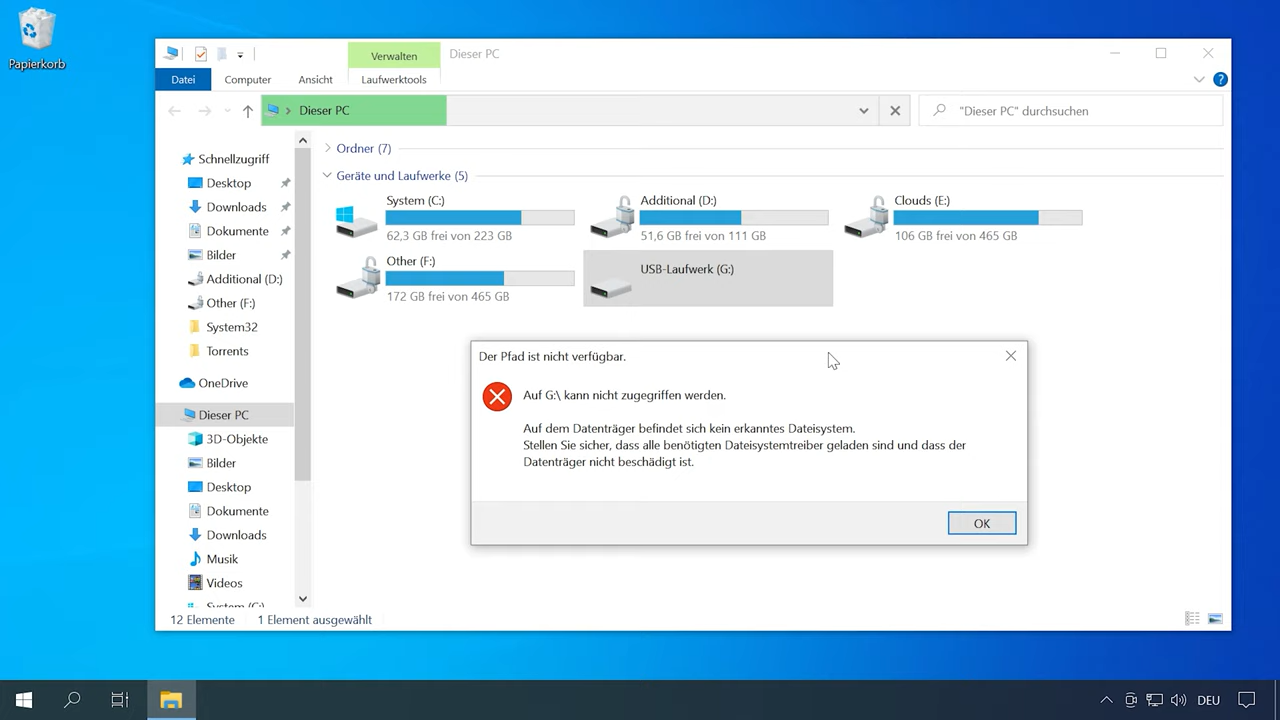 Papierkorb
Verwalten
Dieser PC
Datei
Computer
Ansicht
Laufwerktools
?
Dieser PC
"Dieser PC" durchsuchen
Schnellzugriff
Desktop
Downloads
Dokumente
Bilder
Additional (D:)
Other (F:)
System32
Torrents
OneDrive
Dieser PC
3D-Objekte
Bilder
Desktop
Dokumente
Downloads
Musik
Videos
System (C:)
Ordner (7)
Geräte und Laufwerke (5)
System (C:)
62,3 GB frei von 223 GB
Additional (D:)
51,6 GB frei von 111 GB
Clouds (E:)
106 GB frei von 465 GB
Other (F:)
172 GB frei von 465 GB
USB-Laufwerk (G:)
Der Pfad ist nicht verfügbar.
Auf G:\ kann nicht zugegriffen werden.
Auf dem Datenträger befindet sich kein erkanntes Dateisystem.
Stellen Sie sicher, dass alle benötigten Dateisystemtreiber geladen sind und dass der
Datenträger nicht beschädigt ist.
OK
12 Elemente
1 Element ausgewählt
DEU